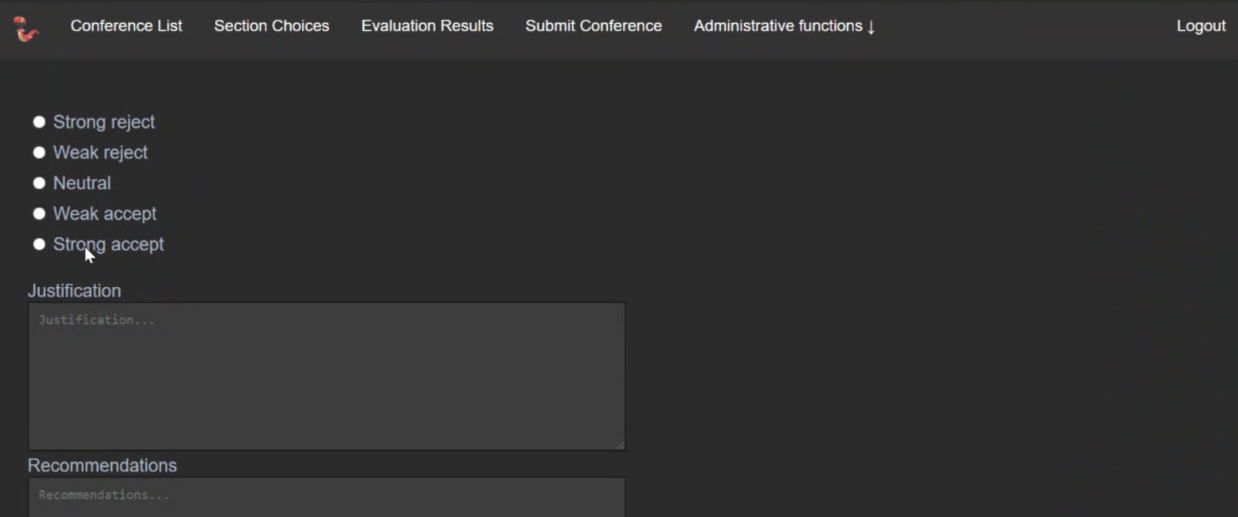 Conference List Section Choices Evaluation Results Submit Conference Administrative functions ↓ Logout
Strong reject
Weak reject
Neutral
Weak accept
Strong accept
Justification
Justification...
Recommendations
Recommendations...